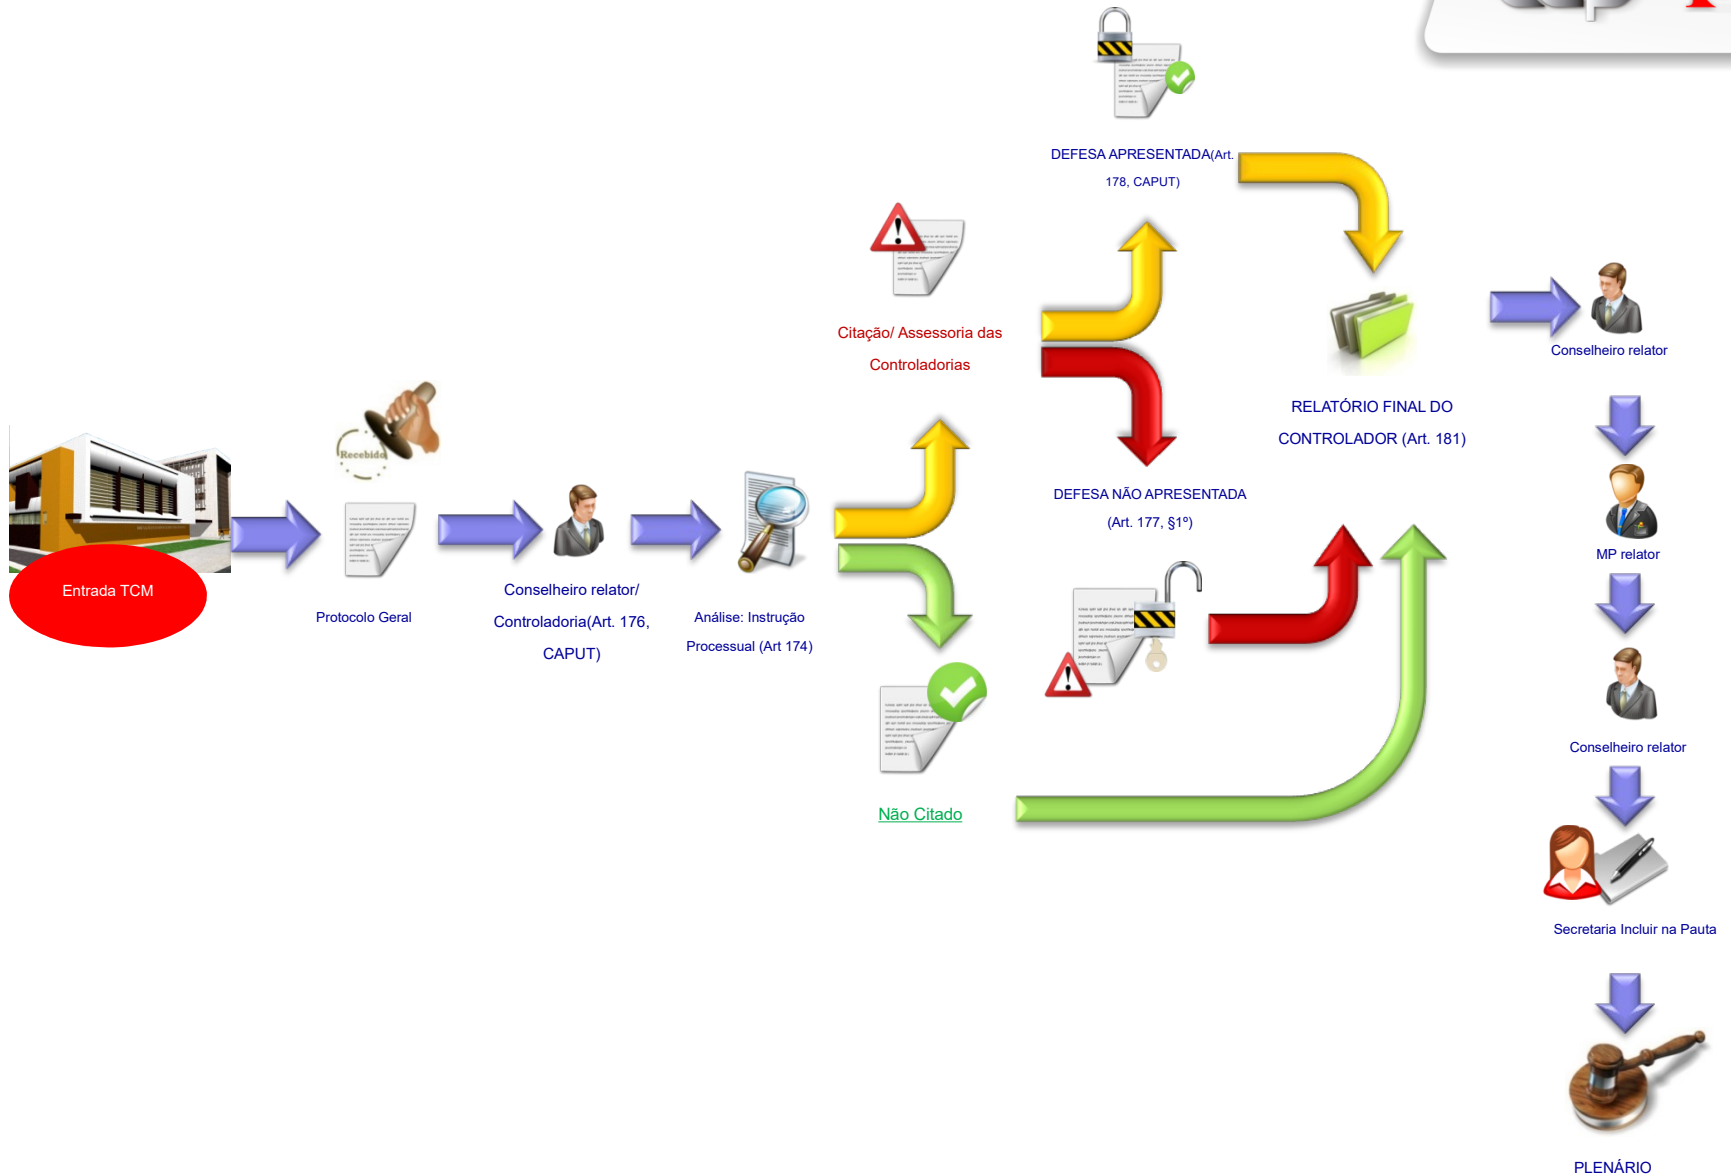 DEFESA APRESENTADA(Art.
178, CAPUT)
Citação/ Assessoria das
Controladorias
Conselheiro relator
RELATÓRIO FINAL DO
CONTROLADOR (Art. 181)
Recebido
DEFESA NÃO APRESENTADA
(Art. 177, §1º)
MP relator
Entrada TCM
Protocolo Geral
Conselheiro relator/
Controladoria(Art. 176,
CAPUT)
Análise: Instrução
Processual (Art 174)
Conselheiro relator
Não Citado
Secretaria Incluir na Pauta
PLENÁRIO